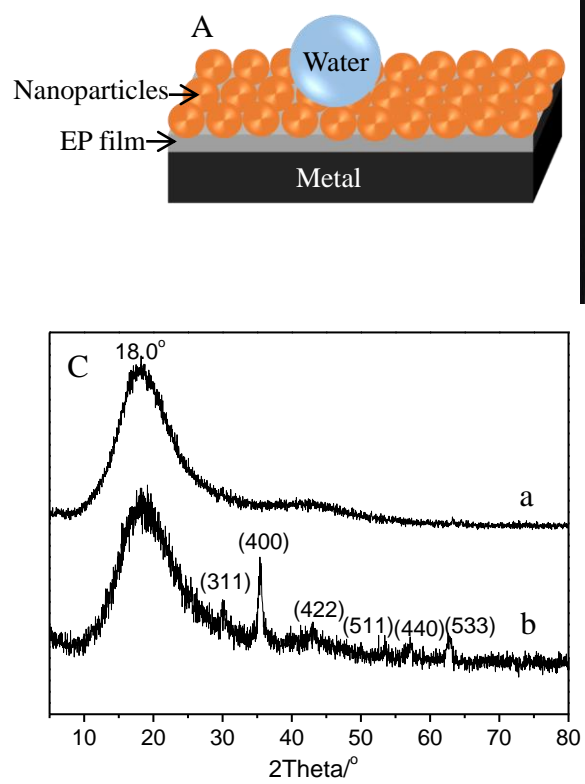 A
Water
Nanoparticles
EP film
Metal
C
18.0°
a
(400)
(311)
(422)
(511)
(440)
(533)
b
10 20 30 40 50 60 70 80
2Theta/°